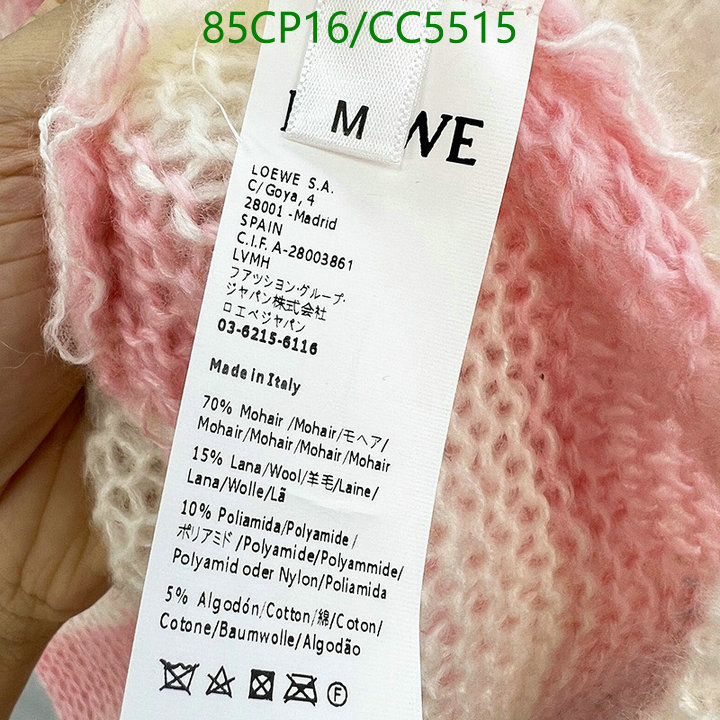 85CP16/CC5515
M
WE
LOEWE S.A.
C/Goya, 4
28001 -Madrid
SPAIN
C.I.F. A-28003861
LVMH
ファッション・グループ・
ジャパン株式会社
ロエベジャパン
03-6215-6116
Made in Italy
70% Mohair /Mohair/モヘア/
Mohair/Mohair/Mohair/Mohair
15% Lana/Wool/羊毛/Laine/
Lana/Wolle/Lã
10% Poliamida/Polyamide /
ポリアミド /Polyamide/Polyammide/
Polyamid oder Nylon/Poliamida
5% Algodón/Cotton/綿/Coton/
Cotone/Baumwolle/Algodão
F